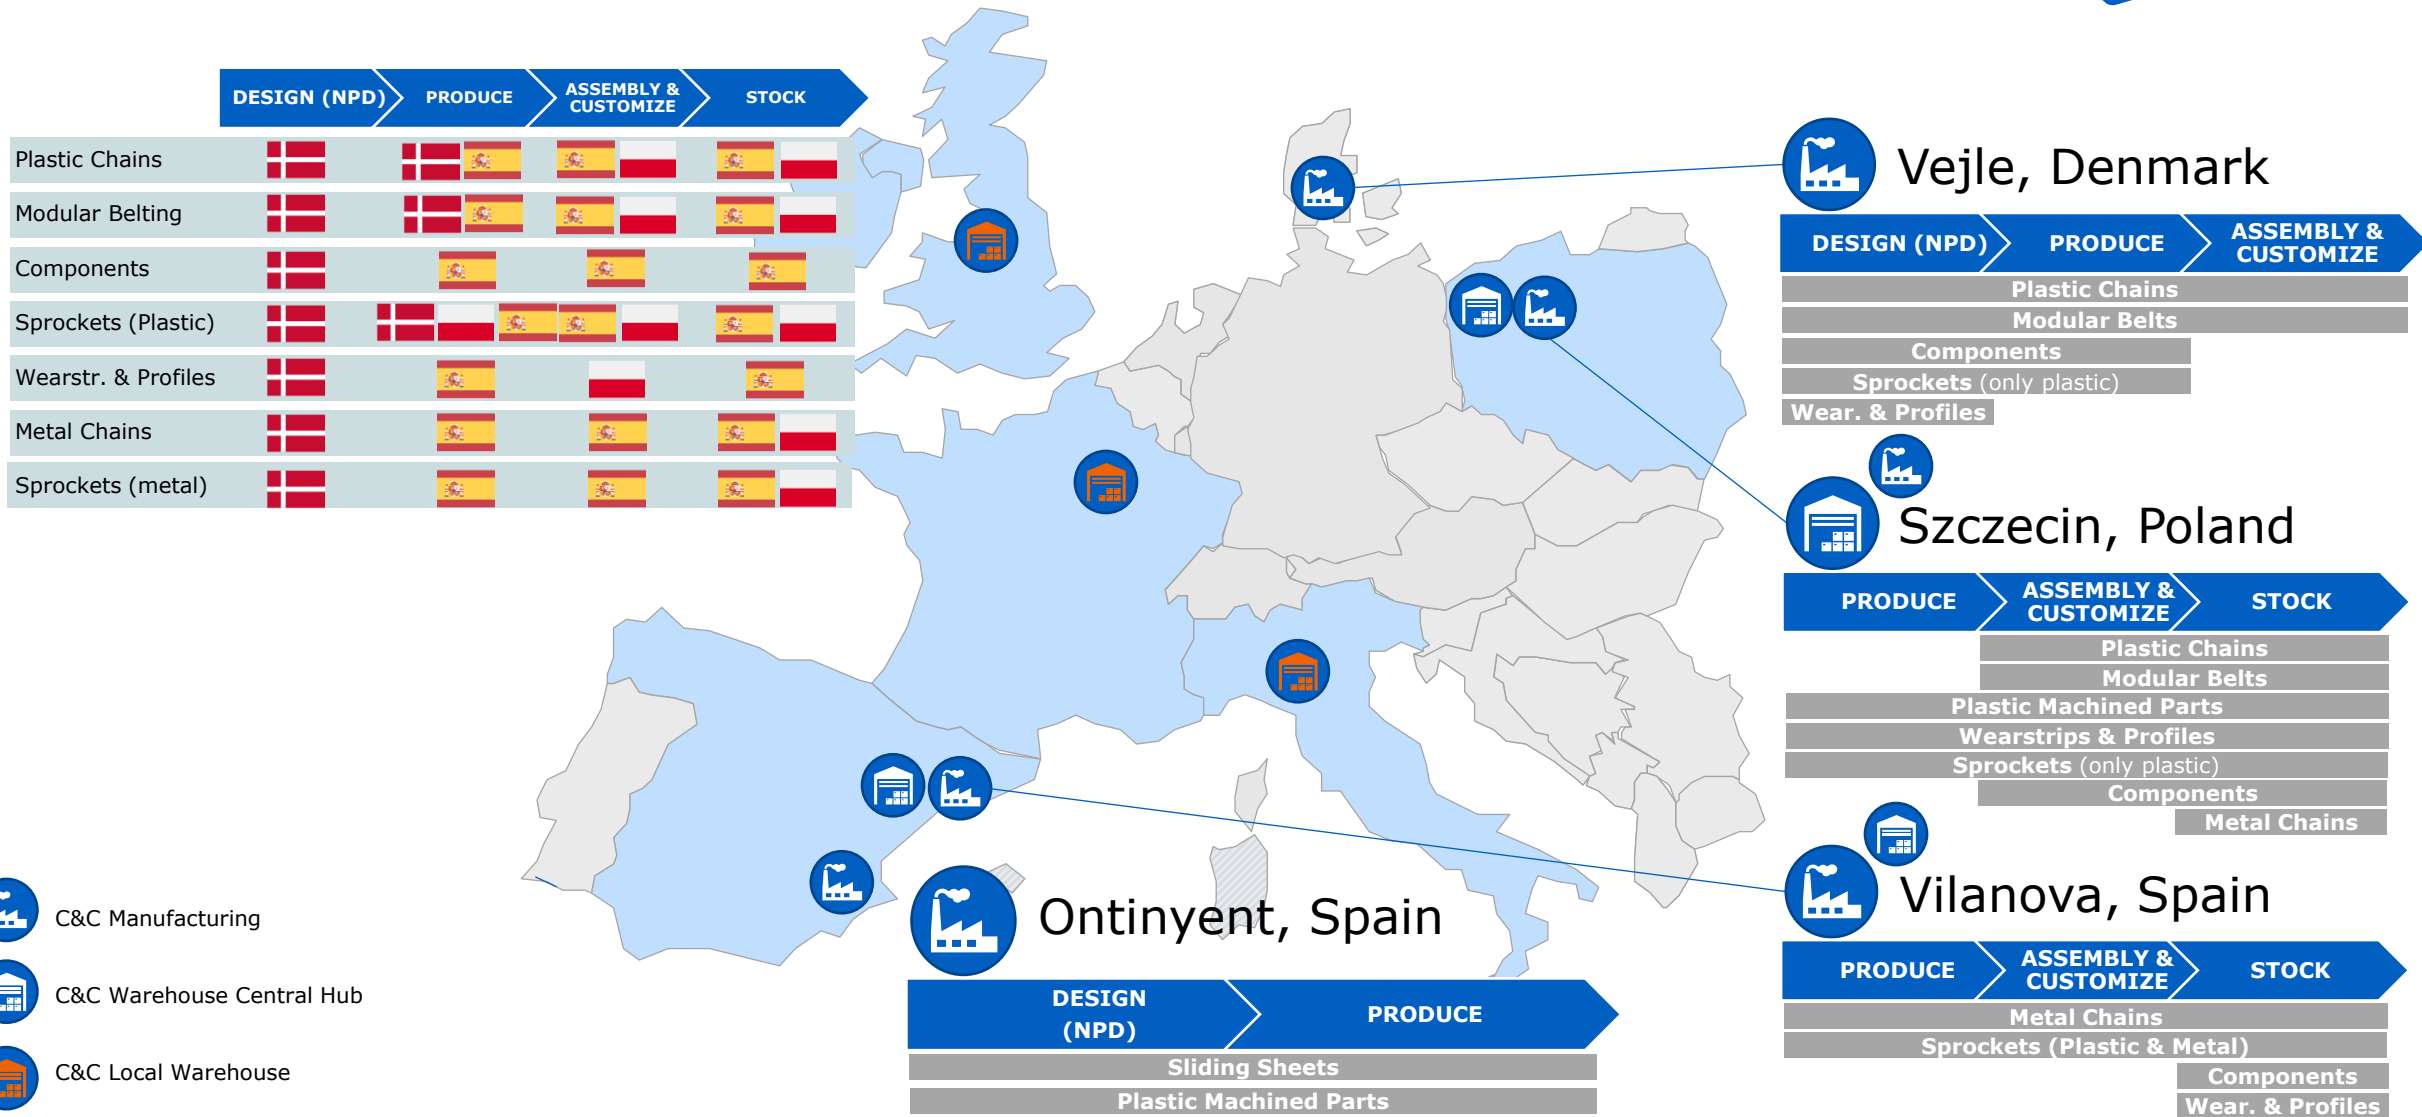 DESIGN (NPD)
PRODUCE
ASSEMBLY &
CUSTOMIZE
STOCK
Plastic Chains
Modular Belting
Components
Sprockets (Plastic)
Wearstr. & Profiles
Metal Chains
Sprockets (metal)
C&C Manufacturing
C&C Warehouse Central Hub
C&C Local Warehouse
Vejle, Denmark
DESIGN (NPD)
PRODUCE
ASSEMBLY &
CUSTOMIZE
Plastic Chains
Modular Belts
Components
Sprockets (only plastic)
Wear. & Profiles
Szczecin, Poland
PRODUCE
ASSEMBLY &
CUSTOMIZE
STOCK
Plastic Chains
Modular Belts
Plastic Machined Parts
Wearstrips & Profiles
Sprockets (only plastic)
Components
Metal Chains
Vilanova, Spain
PRODUCE
ASSEMBLY &
CUSTOMIZE
STOCK
Metal Chains
Sprockets (Plastic & Metal)
Components
Wear. & Profiles
Ontinyent, Spain
DESIGN
(NPD)
PRODUCE
Sliding Sheets
Plastic Machined Parts